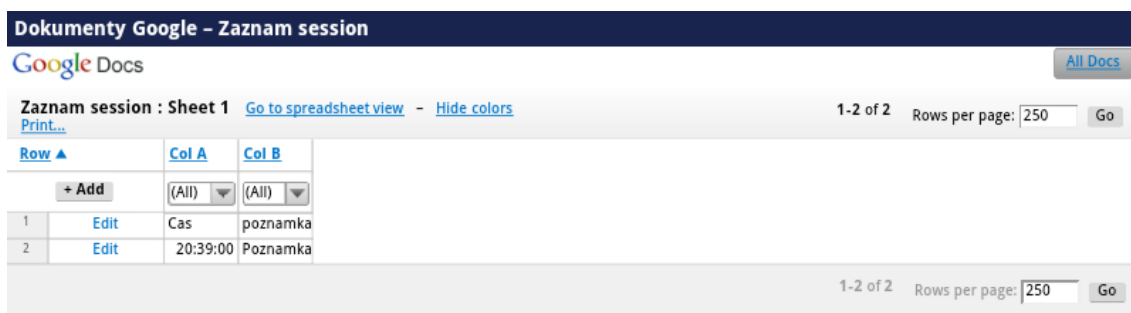 Dokumenty Google – Zaznam session
Google Docs All Docs
Zaznam session : Sheet 1 Go to spreadsheet view – Hide colors 1-2 of 2 Rows per page: 250 Go
Print...
Row ▲ Col A Col B
+ Add (All) (All)
1 Edit Cas poznamka
2 Edit 20:39:00 Poznamka
1-2 of 2 Rows per page: 250 Go